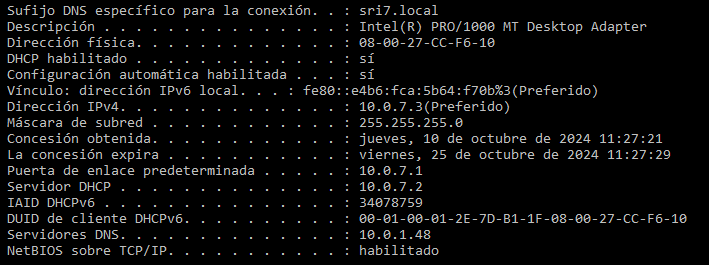 Sufijo DNS específico para la conexión. . : sri7.local
Descripción . . . . . . . . . . . . . . . : Intel(R) PRO/1000 MT Desktop Adapter
Dirección física. . . . . . . . . . . . . : 08-00-27-CC-F6-10
DHCP habilitado . . . . . . . . . . . . . : sí
Configuración automática habilitada . . . : sí
Vínculo: dirección IPv6 local. . . : fe80::e4b6:fca:5b64:f70b%3(Preferido)
Dirección IPv4. . . . . . . . . . . . . . : 10.0.7.3(Preferido)
Máscara de subred . . . . . . . . . . . . : 255.255.255.0
Concesión obtenida. . . . . . . . . . . . : jueves, 10 de octubre de 2024 11:27:21
La concesión expira . . . . . . . . . . . : viernes, 25 de octubre de 2024 11:27:29
Puerta de enlace predeterminada . . . . . : 10.0.7.1
Servidor DHCP . . . . . . . . . . . . . . : 10.0.7.2
IAID DHCPv6 . . . . . . . . . . . . . . . : 34078759
DUID de cliente DHCPv6. . . . . . . . . . : 00-01-00-01-2E-7D-B1-1F-08-00-27-CC-F6-10
Servidores DNS. . . . . . . . . . . . . . : 10.0.1.48
NetBIOS sobre TCP/IP. . . . . . . . . . . : habilitado